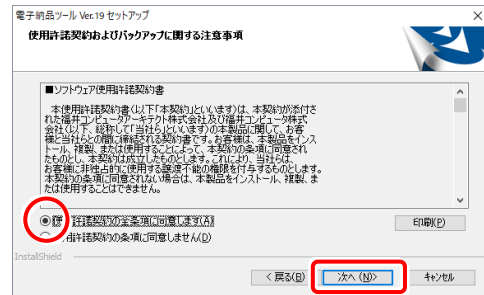 電子納品ツール Ver.19 セットアップ
使用許諾契約およびバックアップに関する注意事項
■ソフトウェア使用許諾契約書
本使用許諾契約書(以下「本契約」といいます)は、本契約が添付さ
れた福井コンピュータアーキテクト株式会社及び福井コンピュータ株式
会社(以下、総称して「当社ら」といいます)の本製品に関して、お客
様と当社らとの間に締結される契約書です。お客様は、本製品をインス
トール、複製、または使用することによって、本契約の条項に同意され
たものとし、本契約は成立したものとします。これにより、当社らは、
お客様に非独占的に使用する譲渡不能の権限を付与するものとします。
本契約の条項に同意されない場合は、本製品をインストール、複製、ま
たは使用することはできません。
許諾契約の全条項に同意します(A)
印刷(P)
許諾契約の条項に同意しません(D)
InstallShield
< 戻る(B)
次へ (N)>
キャンセル